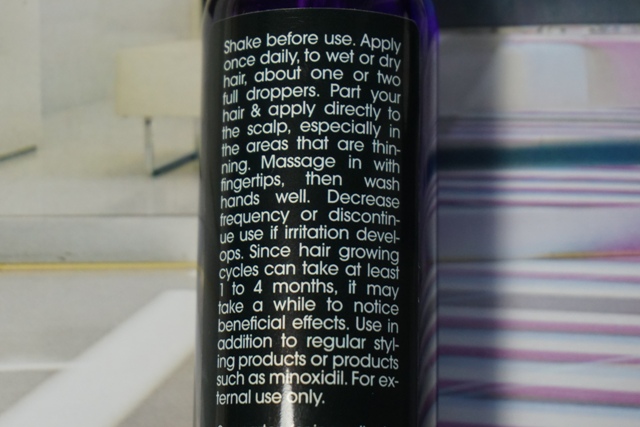 Shake before use. Apply
once daily, to wet or dry
hair, about one or two
full droppers. Part your
hair & apply directly to
the scalp, especially in
the areas that are thin-
ning. Massage in with
fingertips, then wash
hands well. Decrease
frequency or discontin-
ue use if irritation devel-
ops. Since hair growing
cycles can take at least
1 to 4 months, it may
take a while to notice
beneficial effects. Use in
addition to regular styl-
ing products or products
such as minoxidil. For ex-
ternal use only.